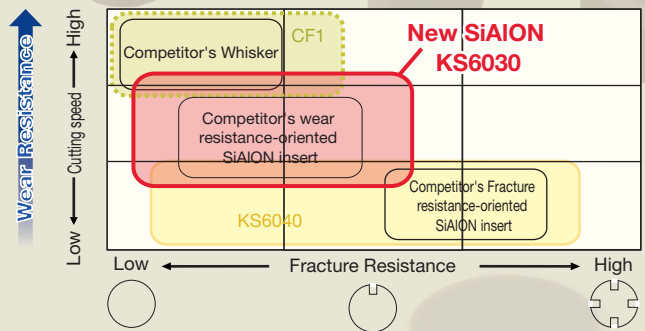 Wear Resistance
High
Cutting speed
Low
Competitor's Whisker
CF1
New SiAlON
KS6030
Competitor's wear
resistance-oriented
SiAlON insert
KS6040
Competitor's Fracture
resistance-oriented
SiAlON insert
Low
Fracture Resistance
High